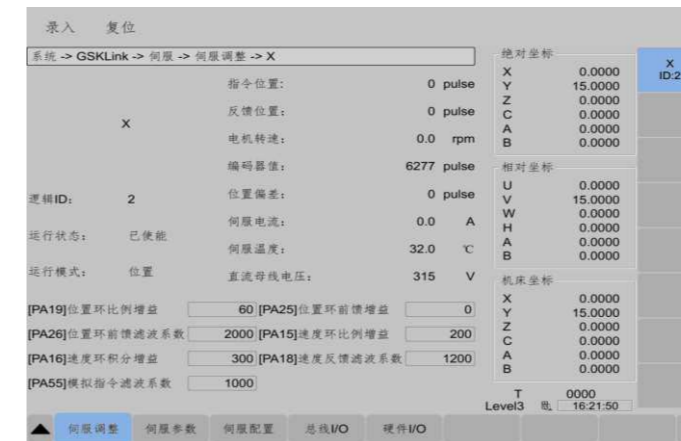 录入 复位
系统 -> GSKLink -> 伺服 -> 伺服调整 -> X
X
逻辑ID: 2
运行状态: 已使能
运行模式: 位置
指令位置: 0 pulse
反馈位置: 0 pulse
电机转速: 0.0 rpm
编码器值: 6277 pulse
位置偏差: 0 pulse
伺服电流: 0.0 A
伺服温度: 32.0 ℃
直流母线电压: 315 V
[PA19]位置环比例增益 60 [PA25]位置环前馈增益 0
[PA26]位置环前馈滤波系数 2000 [PA15]速度环比例增益 200
[PA16]速度环积分增益 300 [PA18]速度反馈滤波系数 1200
[PA55]模拟指令滤波系数 1000
绝对坐标
X 0.0000
Y 15.0000
Z 0.0000
C 0.0000
A 0.0000
B 0.0000
相对坐标
U 0.0000
V 15.0000
W 0.0000
H 0.0000
A 0.0000
B 0.0000
机床坐标
X 0.0000
Y 15.0000
Z 0.0000
C 0.0000
A 0.0000
B 0.0000
T 0000
Level3 16:21:50
X
ID:2
伺服调整 伺服参数 伺服配置 总线I/O 硬件I/O